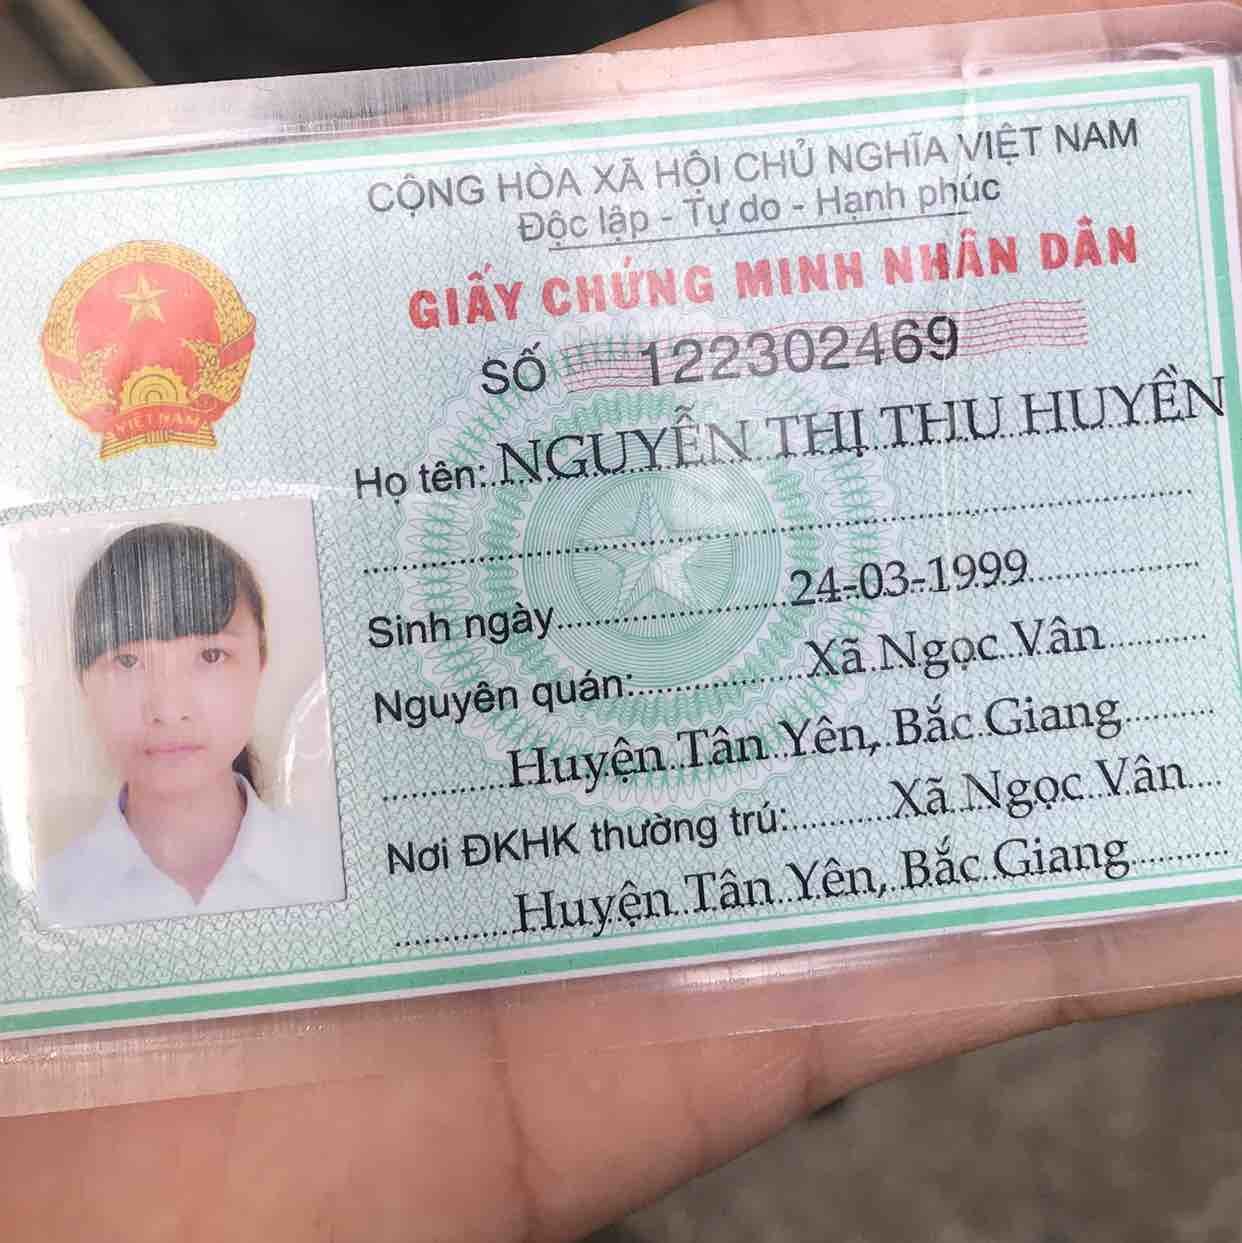 CỘNG HÒA XÃ HỘI CHỦ NGHĨA VIỆT NAM
Độc lập - Tự do - Hạnh phúc
GIẤY CHỨNG MINH NHÂN DÂN
SỐ 122302469
VIỆT NAM
Họ tên: NGUYỄN THỊ THU HUYỀN
Sinh ngày 24-03-1999
Nguyên quán: Xã Ngọc Vân
Huyện Tân Yên, Bắc Giang
Nơi ĐKHK thường trú: Xã Ngọc Vân
Huyện Tân Yên, Bắc Giang